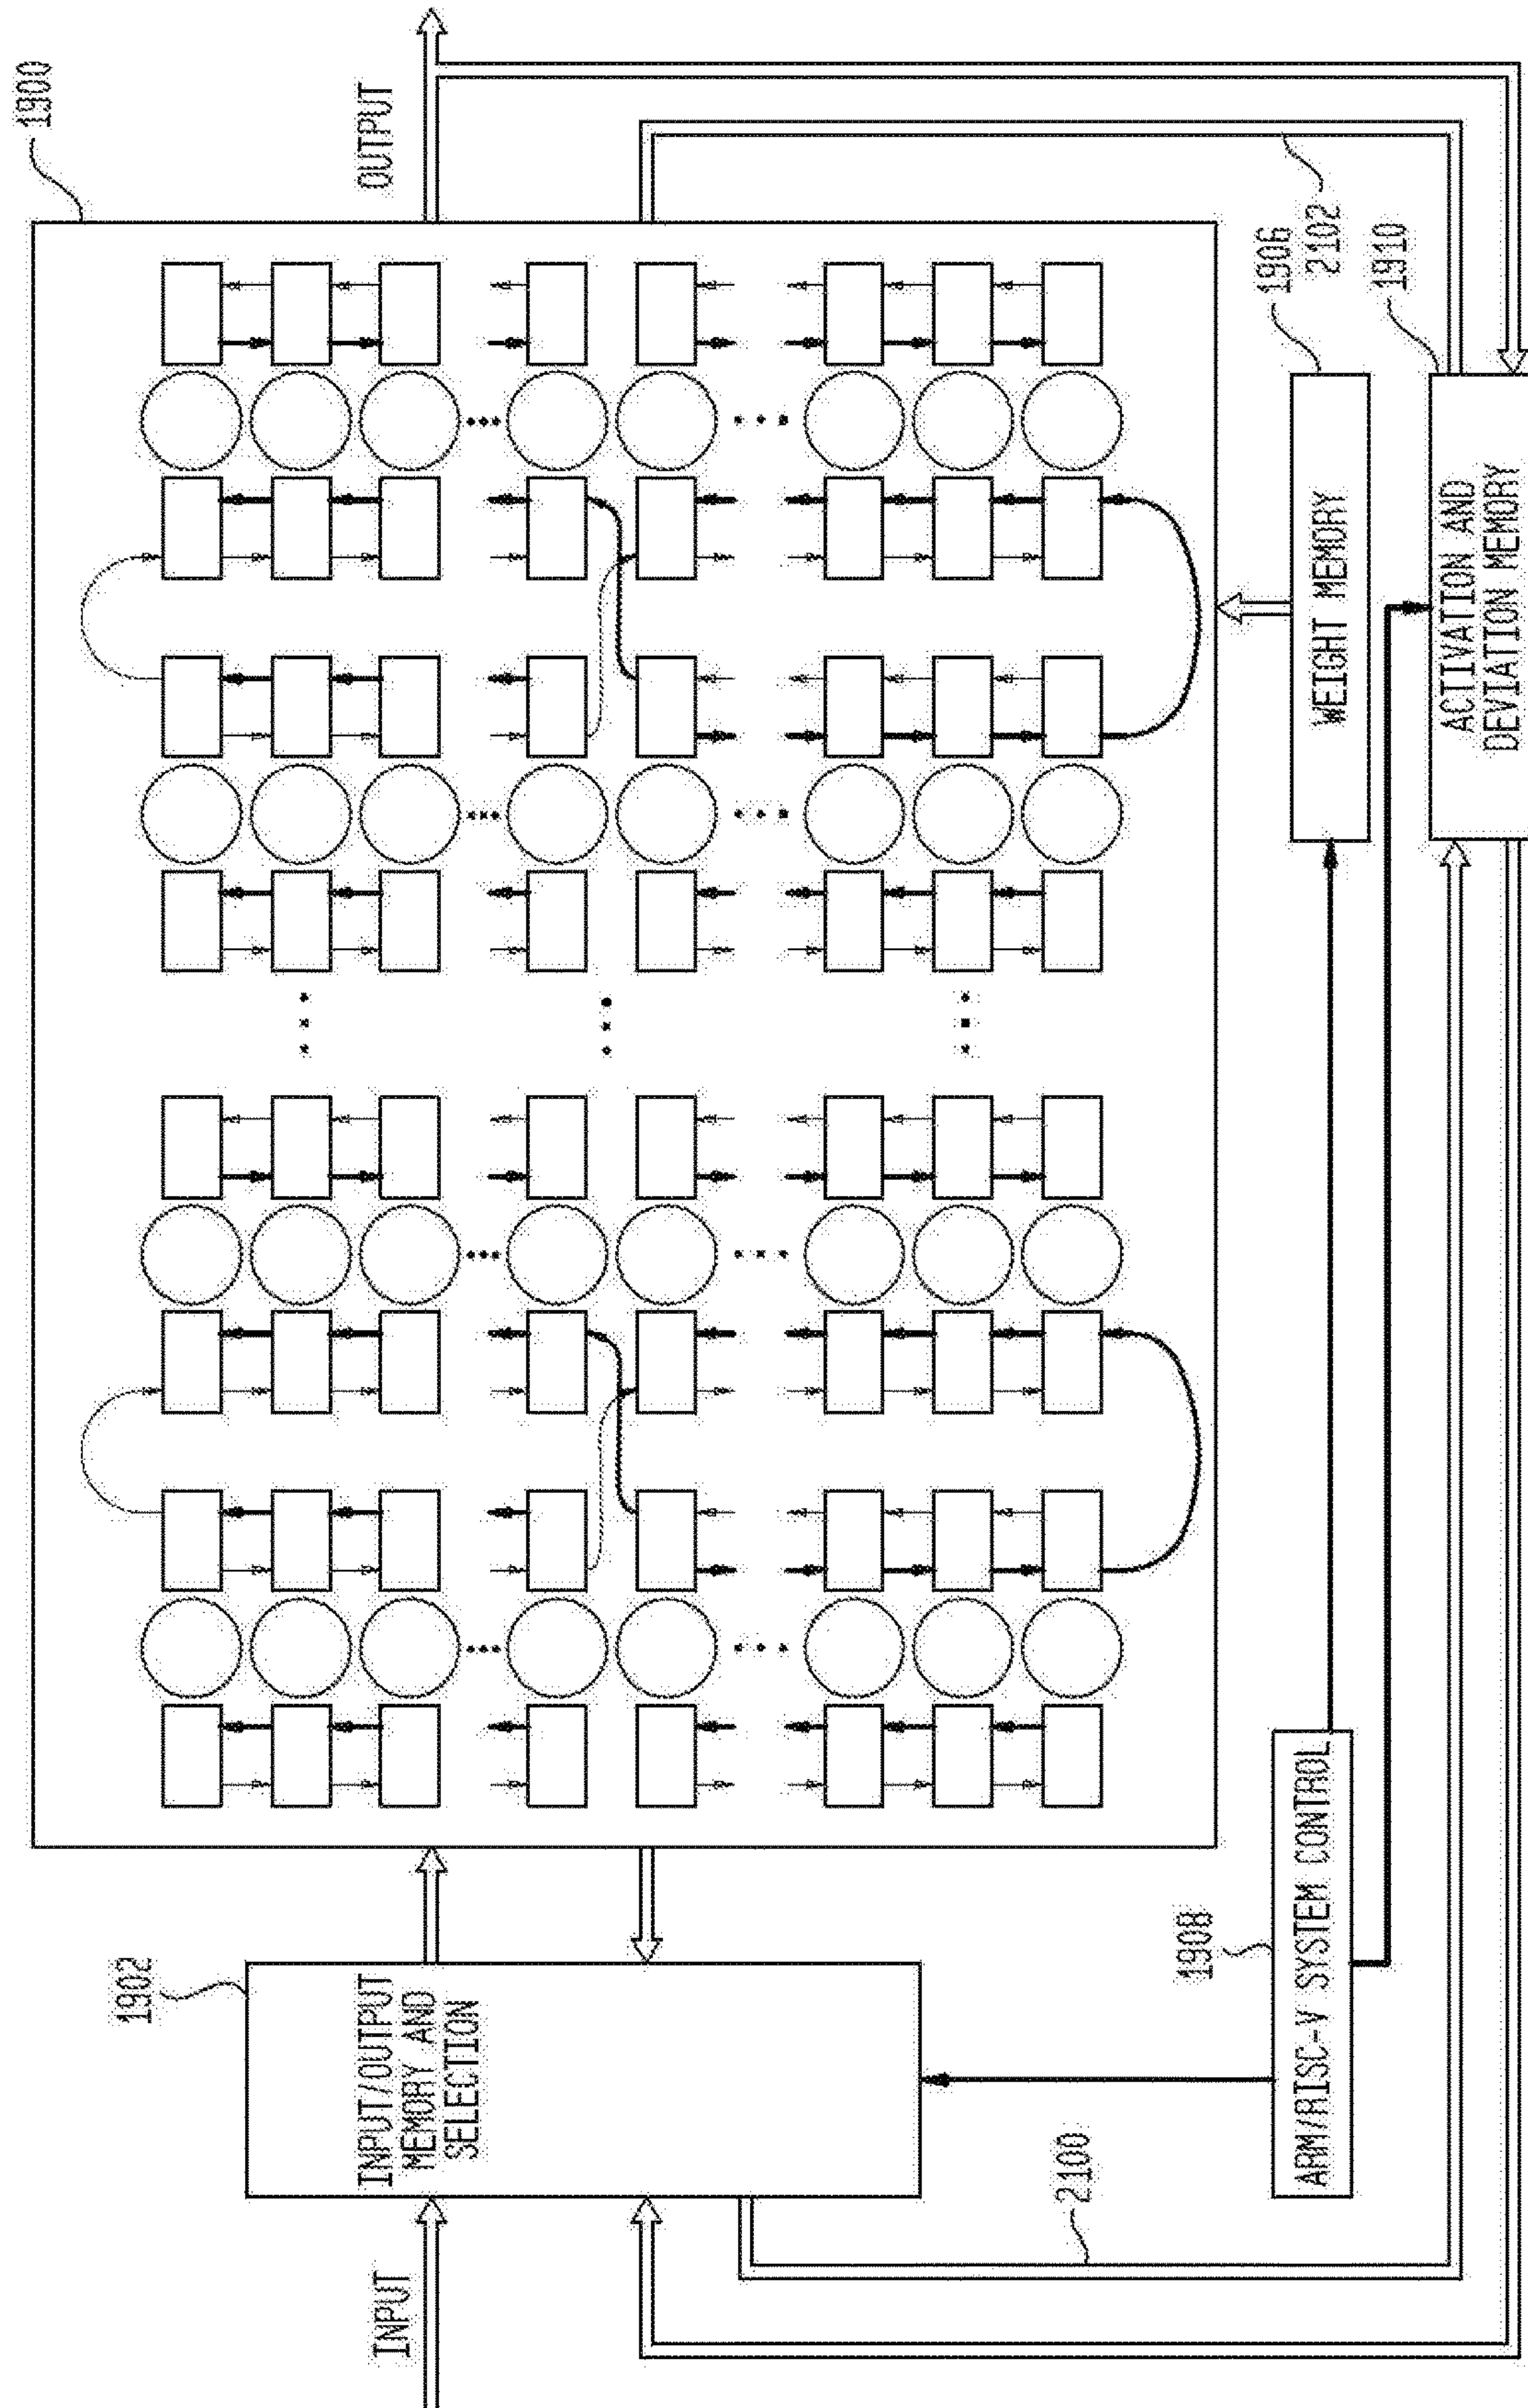 1900
OUTPUT
1902
INPUT/OUTPUT
MEMORY AND
SELECTION
INPUT
2100
1908
ARM/RISC-V SYSTEM CONTROL
1906
2102
1910
WEIGHT MEMORY
ACTIVATION AND
DEVIATION MEMORY